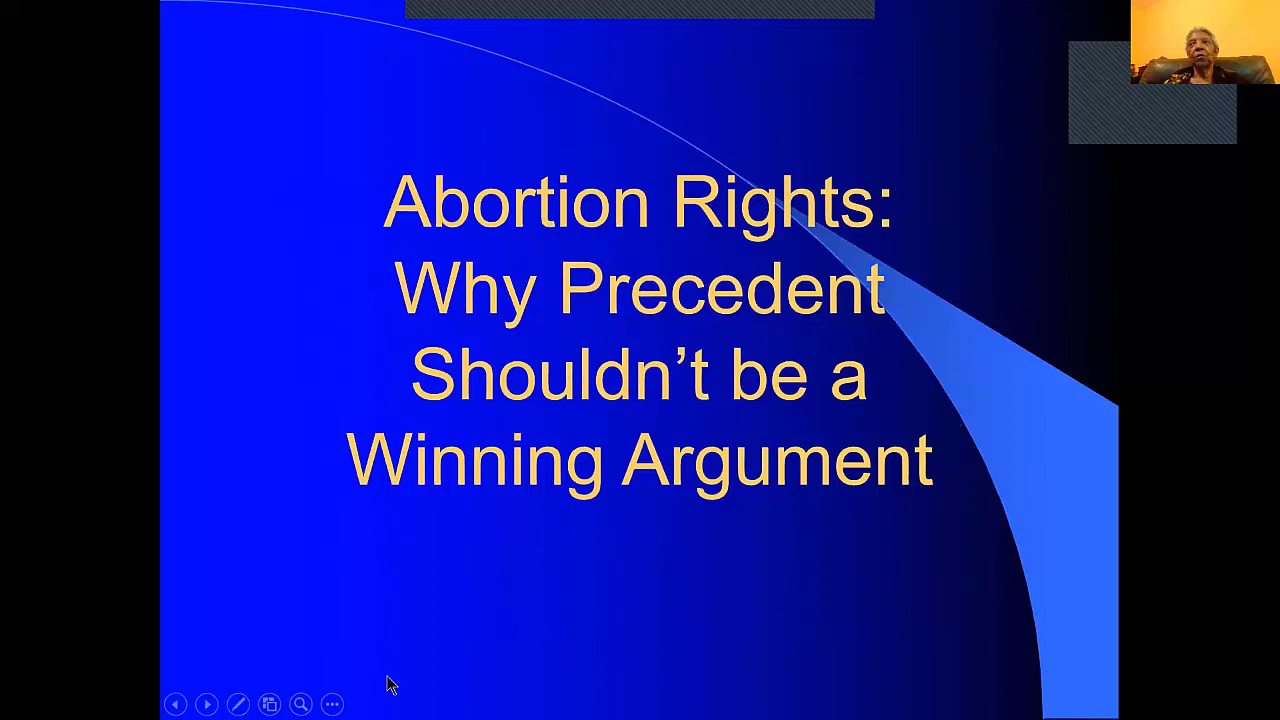 Abortion Rights:
Why Precedent
Shouldn’t be a
Winning Argument